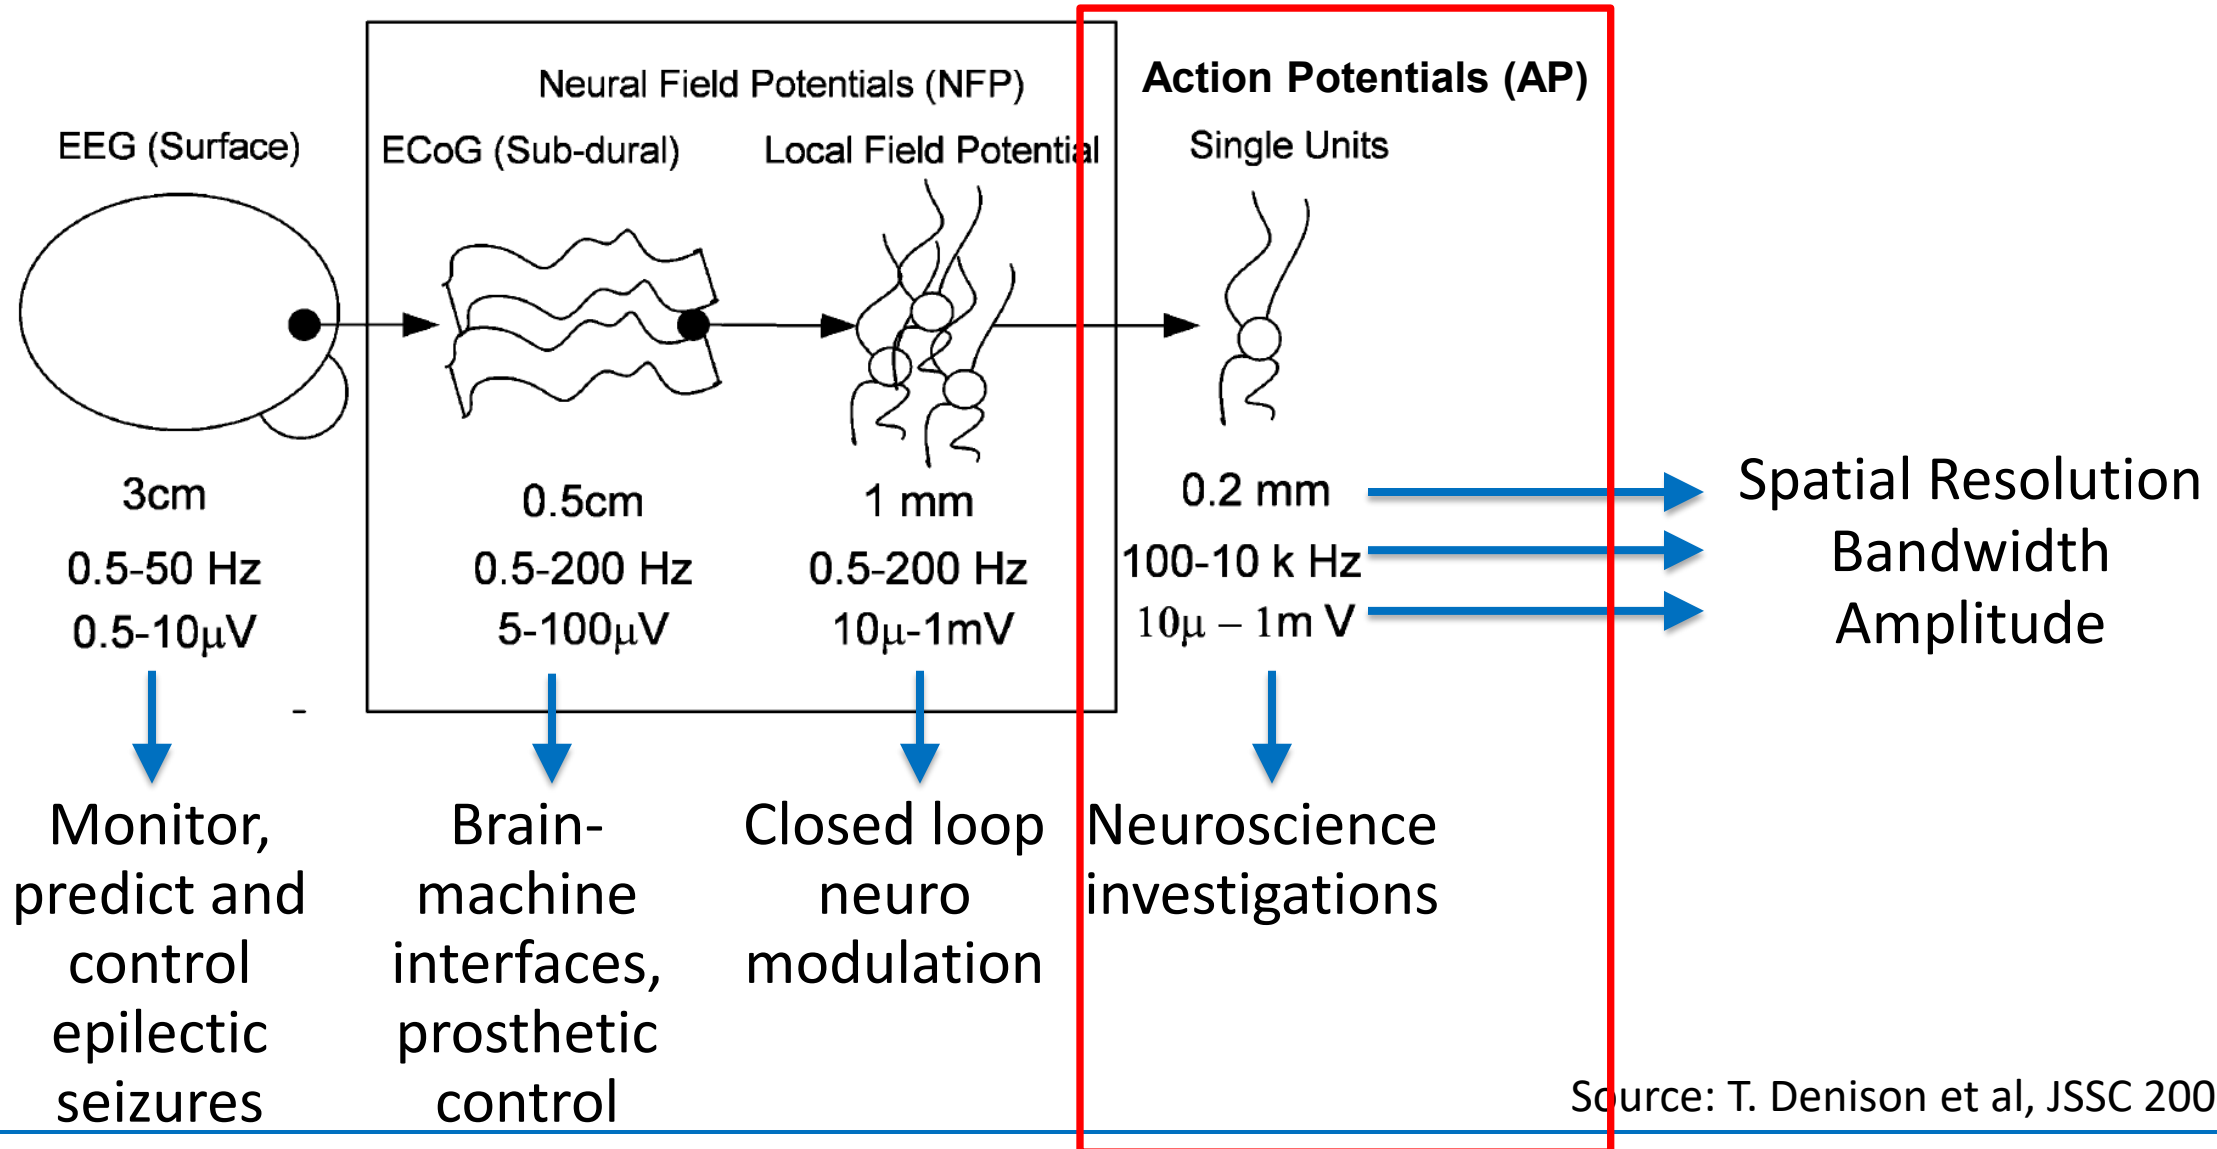 Neural Field Potentials (NFP)
Action Potentials (AP)
EEG (Surface)
ECoG (Sub-dural)
Local Field Potential
Single Units
3cm
0.5cm
1 mm
0.2 mm
Spatial Resolution
0.5-50 Hz
0.5-200 Hz
0.5-200 Hz
100-10 k Hz
Bandwidth
0.5-10μV
5-100μV
10μ-1mV
10μ – 1m V
Amplitude
-
Monitor,
predict and
control
epilectic
seizures
Brain-
machine
interfaces,
prosthetic
control
Closed loop
neuro
modulation
Neuroscience
investigations
Source: T. Denison et al, JSSC 200